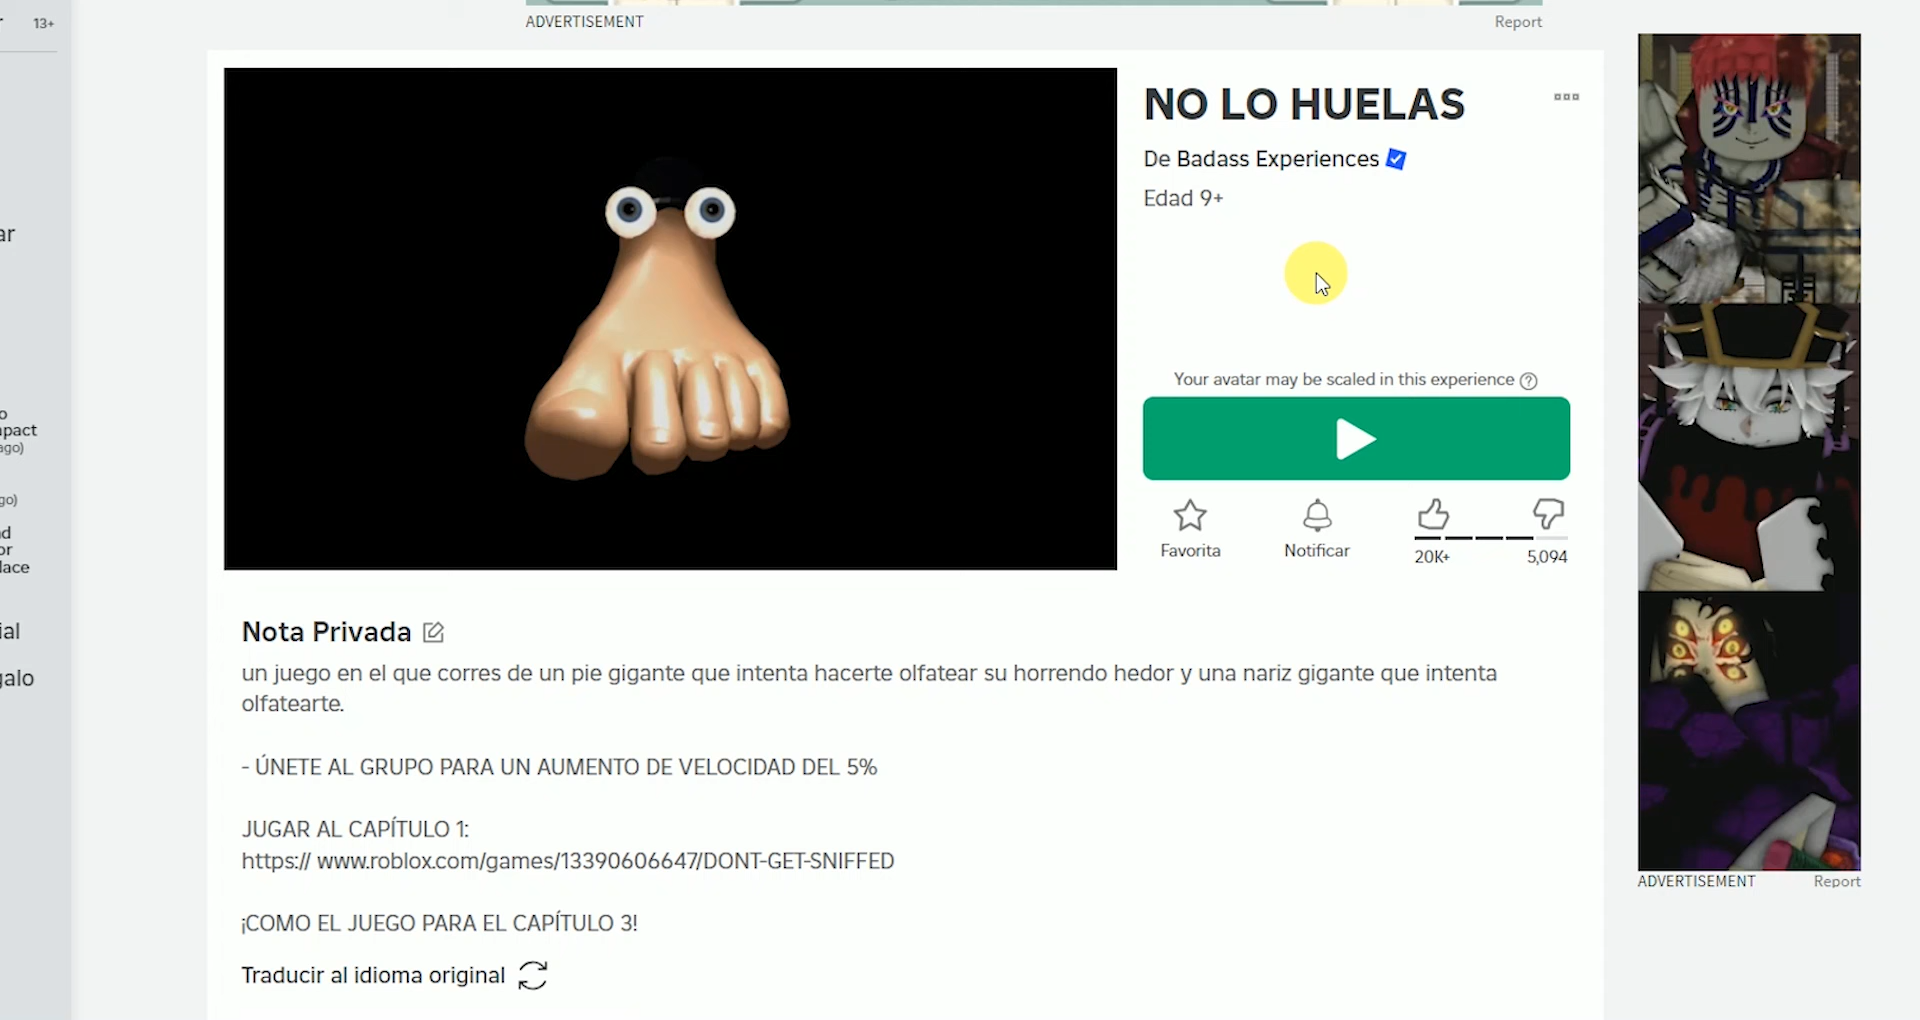 13+
ADVERTISEMENT
Report
NO LO HUELAS
De Badass Experiences
Edad 9+
Your avatar may be scaled in this experience
Favorita
Notificar
20K+
5,094
Nota Privada
un juego en el que corres de un pie gigante que intenta hacerte olfatear su horrendo hedor y una nariz gigante que intenta
olfatearte.
- ÚNETE AL GRUPO PARA UN AUMENTO DE VELOCIDAD DEL 5%
JUGAR AL CAPÍTULO 1:
https:// www.roblox.com/games/13390606647/DONT-GET-SNIFFED
¡COMO EL JUEGO PARA EL CAPÍTULO 3!
Traducir al idioma original
ADVERTISEMENT
Report